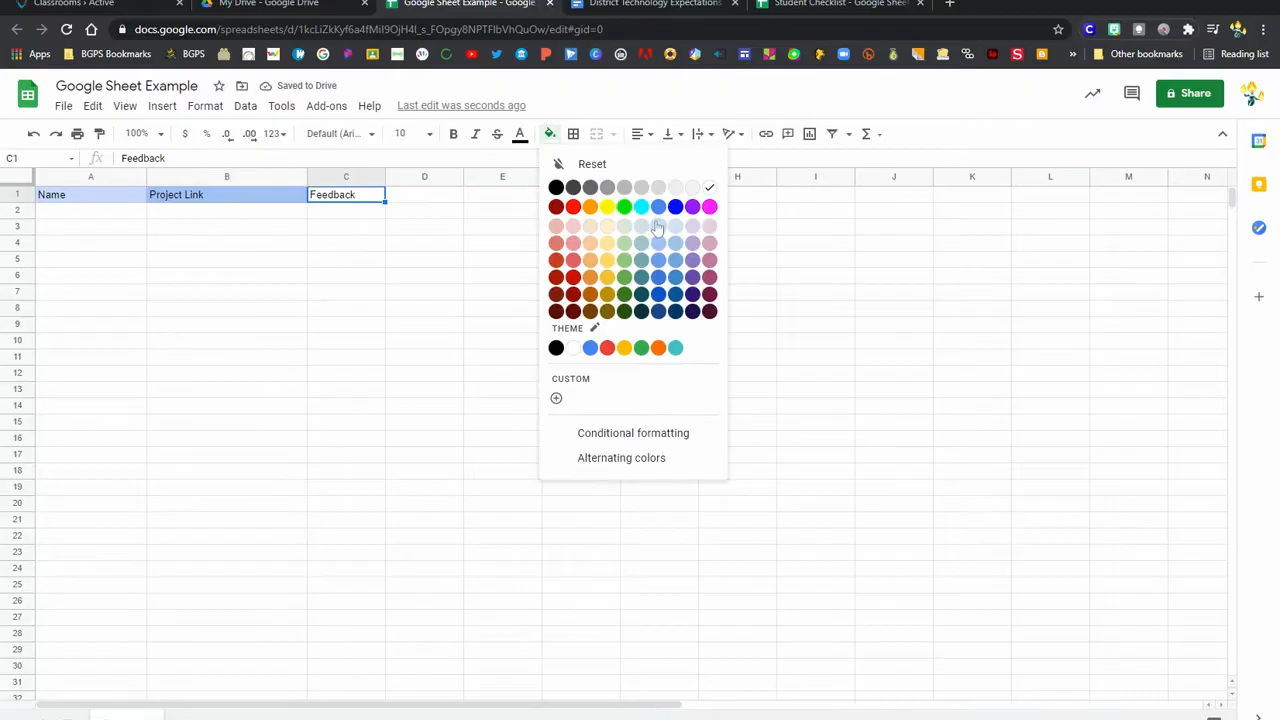 Classrooms › Active
My Drive - Google Drive
Google Sheet Example - Google
District Technology Expectations
Student Checklist - Google Sheet
docs.google.com/spreadsheets/d/1kcLiZkKyf6a4fMil9OjH4l_s_FOpgy8NPTFlbVhQuOw/edit#gid=0
Apps
BGPS Bookmarks
BGPS
Other bookmarks
Reading list
Google Sheet Example
Saved to Drive
File Edit View Insert Format Data Tools Add-ons Help Last edit was seconds ago
Share
100% $ % .0 .00 123 Default (Ari... 10 B I S A Σ
C1 fx Feedback
Reset
A B C D E H I J K L M N
1 Name Project Link Feedback
2
3
4
5
6
7
8
9
10
11
12
13
14
15
16
17
18
19
20
21
22
23
24
25
26
27
28
29
30
31
32
THEME
CUSTOM
Conditional formatting
Alternating colors